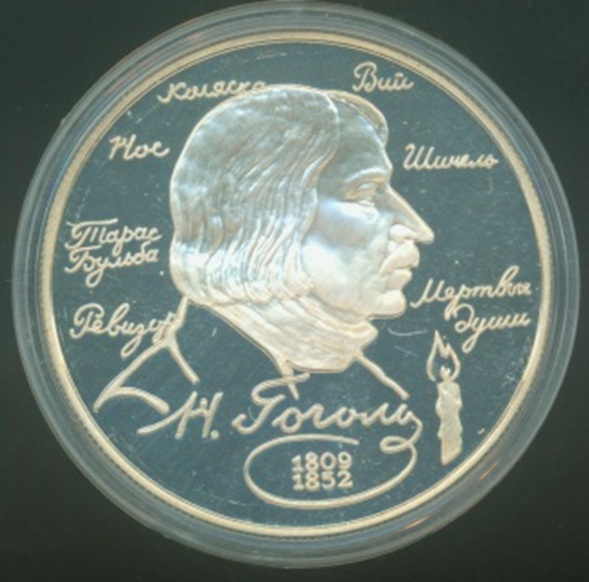 Коляска
Вий
Нос
Шинель
Тарас
Бульба
Мертвые
души
Ревизор
Н. Гоголь
1809
1852